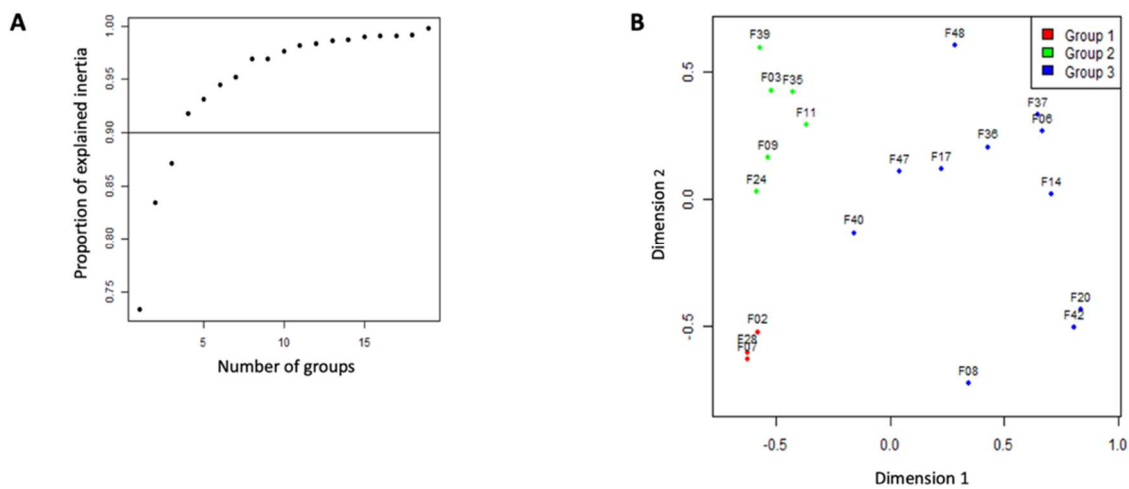 A
Proportion of explained inertia
1.00
0.95
0.90
0.85
0.80
0.75
5
10
15
Number of groups
B
Dimension 2
0.5
0.0
-0.5
-0.5
0.0
0.5
1.0
Dimension 1
Group 1
Group 2
Group 3
F39
F48
F03
F35
F11
F37
F06
F09
F36
F47
F17
F24
F14
F40
F20
F02
F42
F28
F07
F08